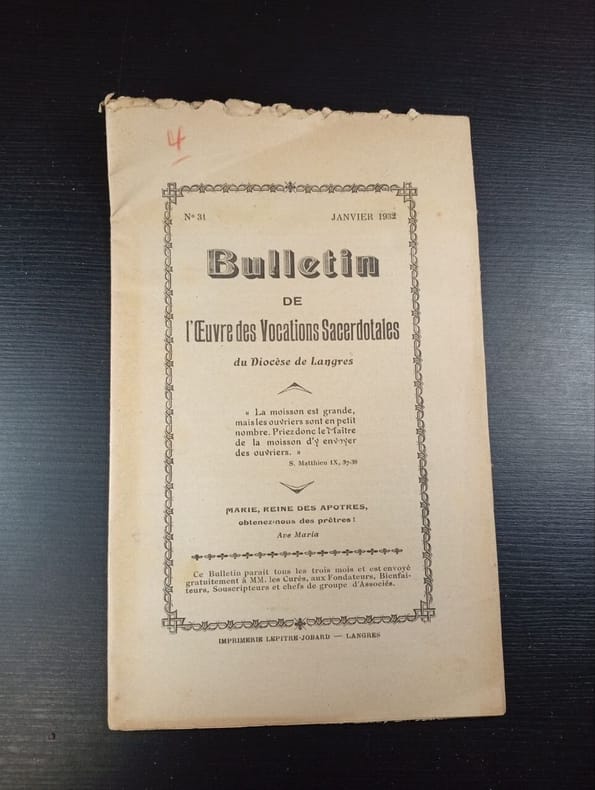 4
N° 31 JANVIER 1932
Bulletin
DE
l'Œuvre des Vocations Sacerdotales
du Diocèse de Langres
« La moisson est grande,
mais les ouvriers sont en petit
nombre. Priez donc le Maître
de la moisson d'y envoyer
des ouvriers. »
S. Matthieu IX, 37-38
MARIE, REINE DES APOTRES,
obtenez-nous des prêtres !
Ave Maria
Ce Bulletin paraît tous les trois mois et est envoyé
gratuitement à MM. les Curés, aux Fondateurs, Bienfai-
teurs, Souscripteurs et chefs de groupe d'Associés.
IMPRIMERIE LEPITRE-JOBARD — LANGRES